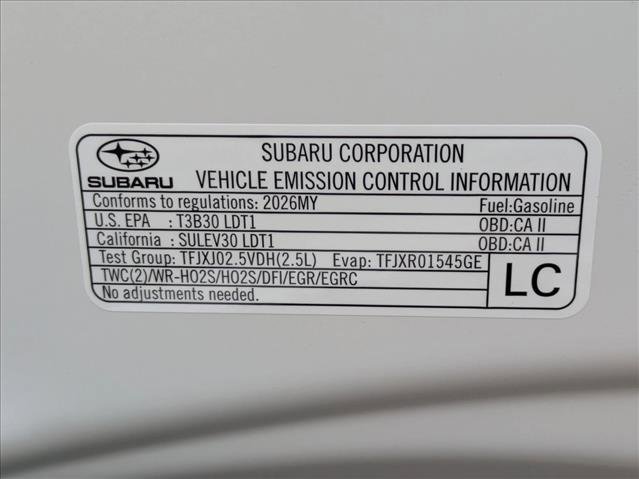 SUBARU
SUBARU CORPORATION
VEHICLE EMISSION CONTROL INFORMATION
Conforms to regulations: 2026MY Fuel:Gasoline
U.S. EPA : T3B30 LDT1 OBD:CA II
California : SULEV30 LDT1 OBD:CA II
Test Group: TFJXJ02.5VDH(2.5L) Evap: TFJXR01545GE
TWC(2)/WR-HO2S/HO2S/DFI/EGR/EGRC
No adjustments needed.
LC